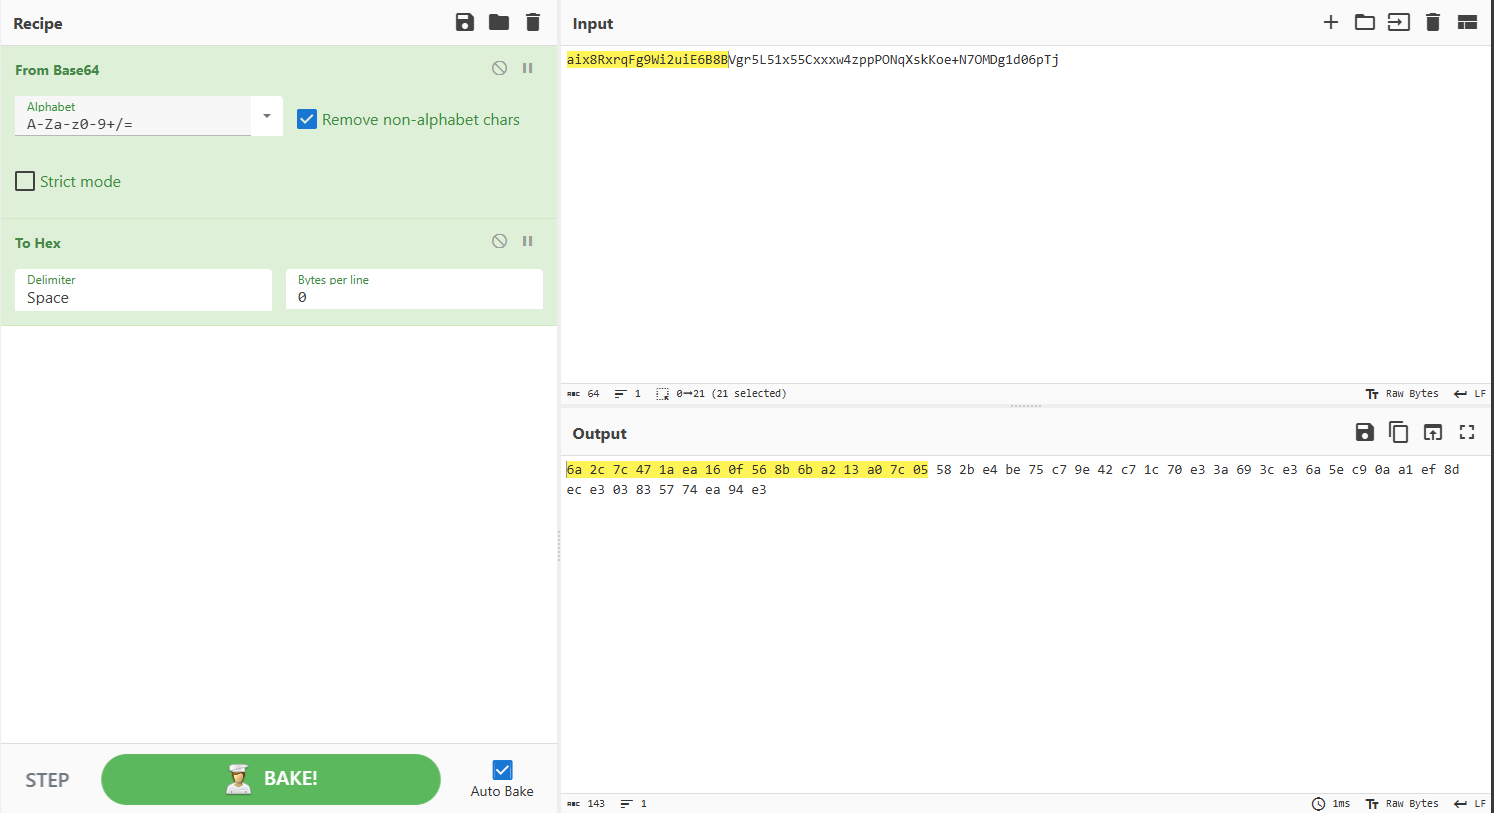 Recipe
From Base64
Alphabet
A-Za-z0-9+/=
Remove non-alphabet chars
Strict mode
To Hex
Delimiter
Space
Bytes per line
0
STEP
BAKE!
Auto Bake
Input
aix8RxrqFg9Wi2uiE6B8BVgr5L51x55Cxxxw4zppPONqXskKoe+N7OMDg1d06pTj
ABC 64 1 0→21 (21 selected)
Tт Raw Bytes LF
Output
6a 2c 7c 47 1a ea 16 0f 56 8b 6b a2 13 a0 7c 05 58 2b e4 be 75 c7 9e 42 c7 1c 70 e3 3a 69 3c e3 6a 5e c9 0a a1 ef 8d
ec e3 03 83 57 74 ea 94 e3
ABC 143 1
1ms Tт Raw Bytes LF